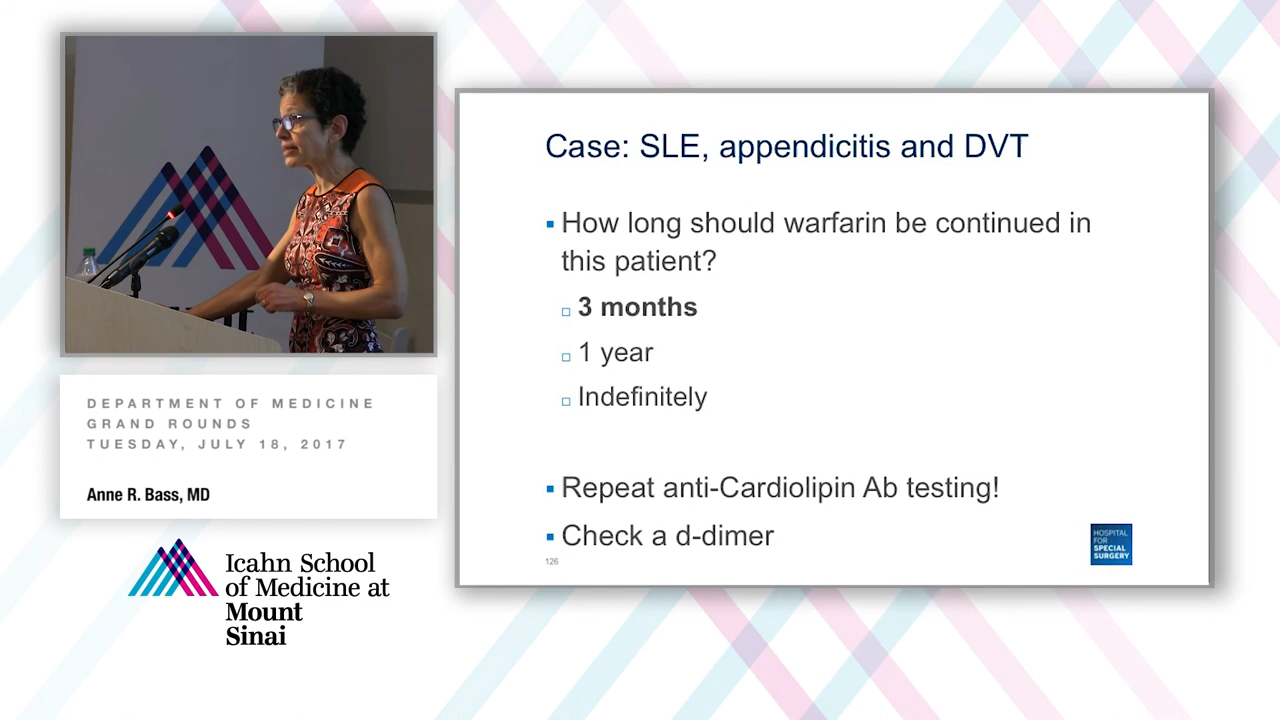 DEPARTMENT OF MEDICINE
GRAND ROUNDS
TUESDAY, JULY 18, 2017
Anne R. Bass, MD
Icahn School
of Medicine at
Mount
Sinai
Case: SLE, appendicitis and DVT
How long should warfarin be continued in
this patient?
3 months
1 year
Indefinitely
Repeat anti-Cardiolipin Ab testing!
Check a d-dimer
126
HOSPITAL
FOR
SPECIAL
SURGERY